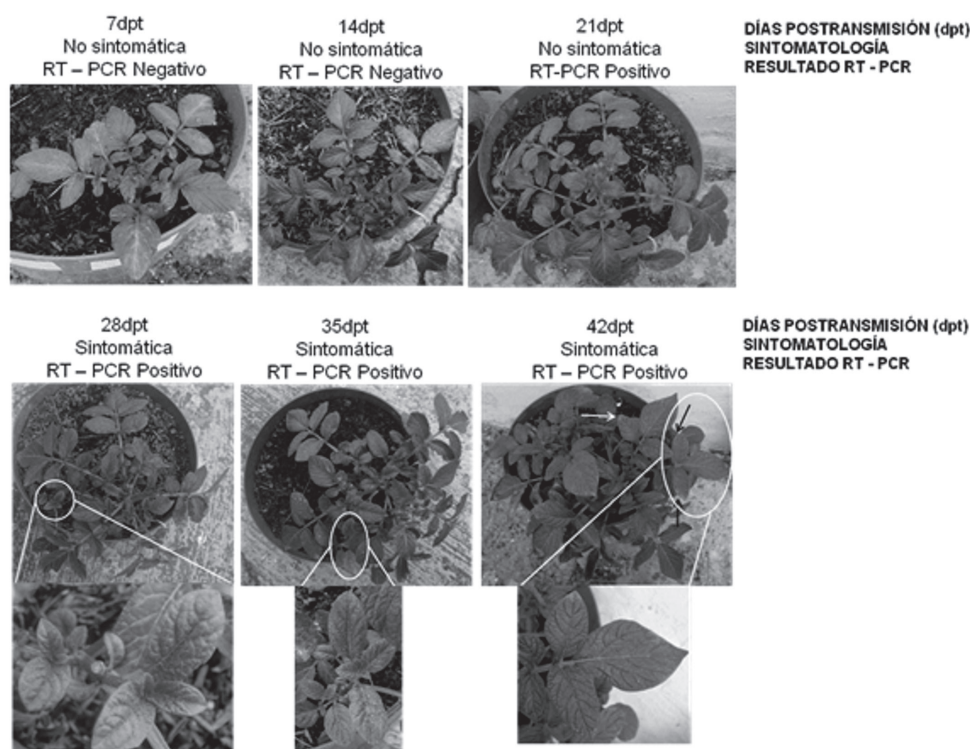 7dpt
No sintomática
RT – PCR Negativo
14dpt
No sintomática
RT – PCR Negativo
21dpt
No sintomática
RT-PCR Positivo
DÍAS POSTRANSMISIÓN (dpt)
SINTOMATOLOGÍA
RESULTADO RT - PCR
28dpt
Sintomática
RT – PCR Positivo
35dpt
Sintomática
RT – PCR Positivo
42dpt
Sintomática
RT – PCR Positivo
DÍAS POSTRANSMISIÓN (dpt)
SINTOMATOLOGÍA
RESULTADO RT - PCR